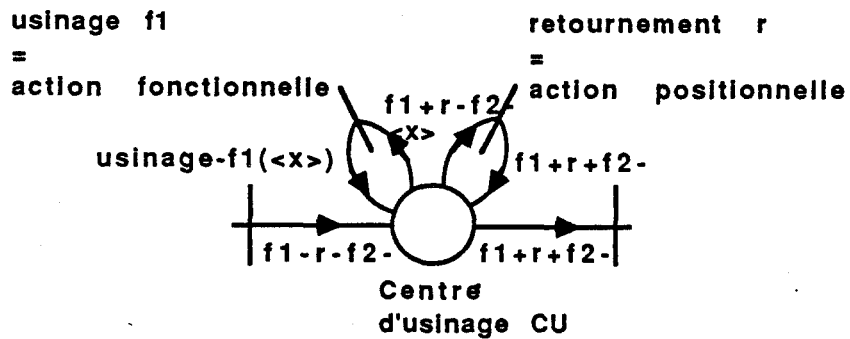 usinage f1
=
action fonctionnelle
retournement r
=
action positionnelle
f1+r-f2-
<x>
usinage-f1(<x>)
f1+r+f2-
f1-r-f2-
f1+r+f2-
Centre
d'usinage CU